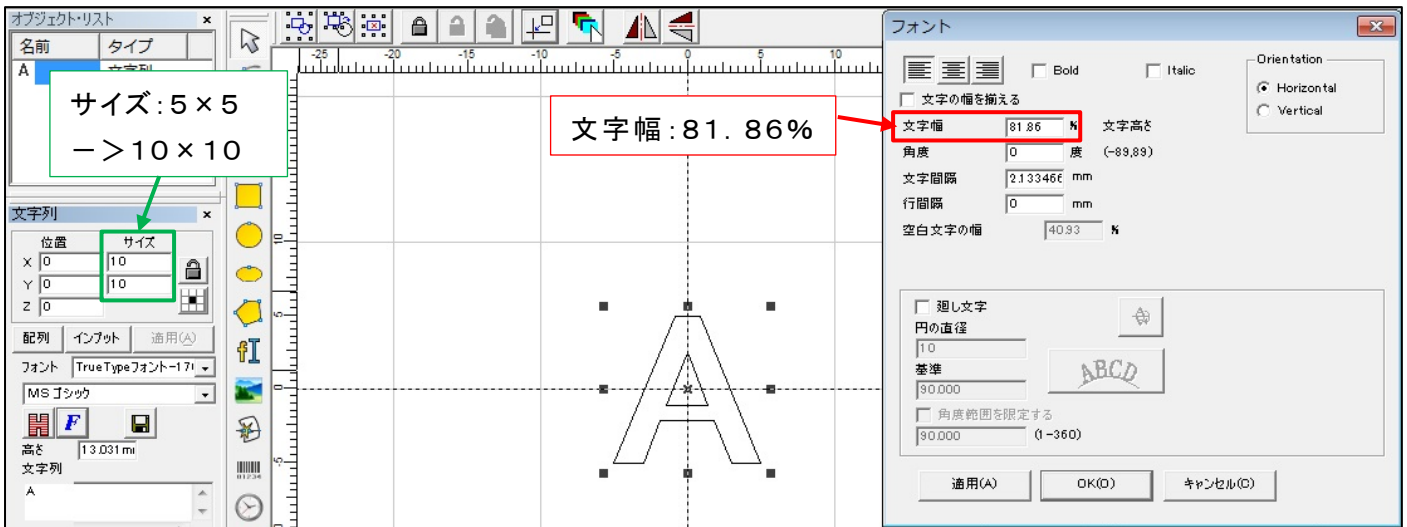 オブジェクト・リスト ×
名前 タイプ
A 文字列
サイズ:5×5
－>10×10
文字列 ×
位置 サイズ
X 0 10
Y 0 10
Z 0
配列 インプット 適用(A)
フォント TrueTypeフォント-17
MS ゴシック
F
高さ 13.031 m
文字列
A
fI
01234
-25 -20 -15 -10 -5 0 5 10
10
5
0
-5
文字幅:81.86%
A
フォント
Bold Italic
Orientation
Horizontal
Vertical
文字の幅を揃える
文字幅 81.86 % 文字高さ
角度 0 度 (-89,89)
文字間隔 2.133466 mm
行間隔 0 mm
空白文字の幅 40.93 %
廻し文字
円の直径
10
ABCD
基準
90.000
角度範囲を限定する
90.000 (1-360)
適用(A) OK(O) キャンセル(C)